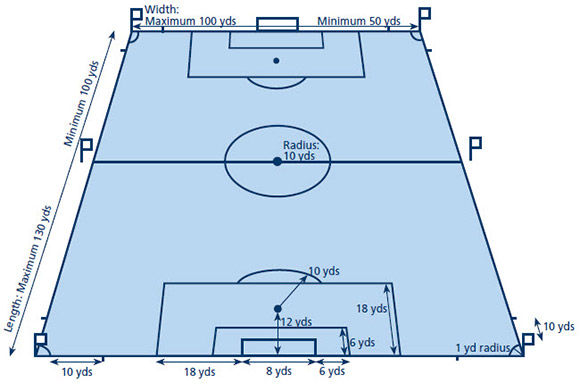 Width:
Maximum 100 yds
Minimum 50 yds
Minimum 100 yds
Length: Maximum 130 yds
Radius:
10 yds
10 yds
12 yds
18 yds
6 yds
10 yds
1 yd radius
10 yds
18 yds
8 yds
6 yds